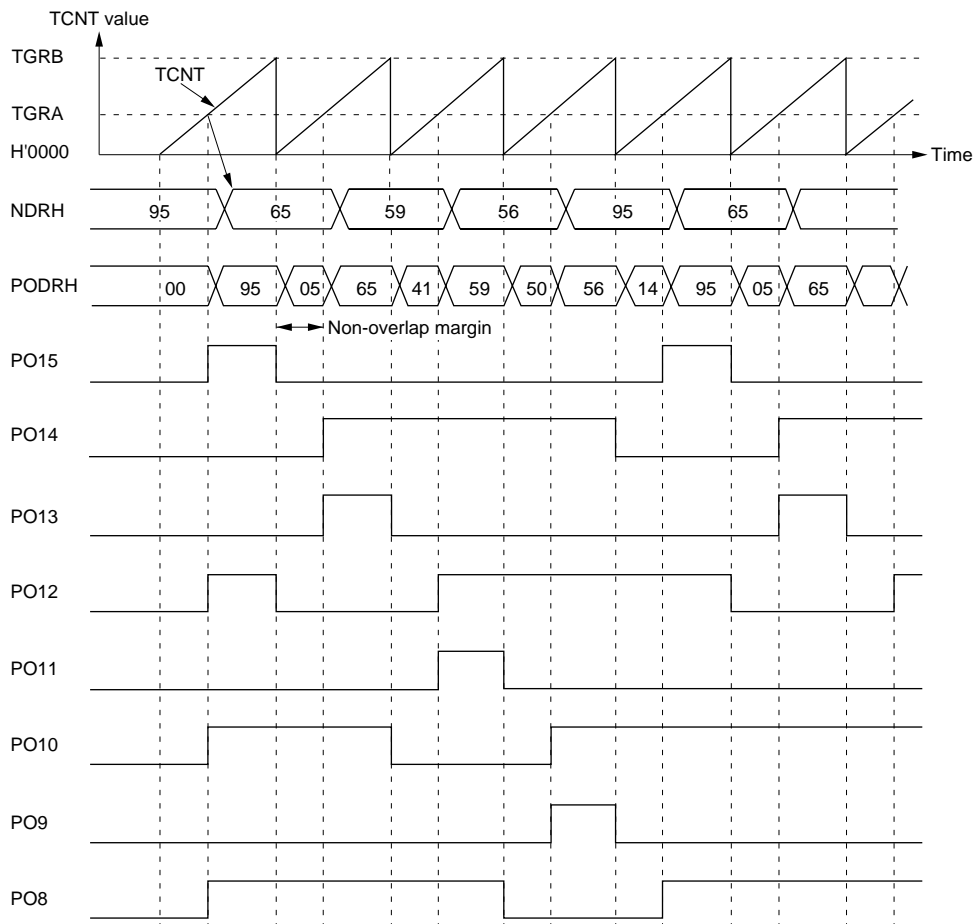 TCNT value
TGRB
TCNT
TGRA
H'0000
Time
NDRH 95 65 59 56 95 65
PODRH 00 95 05 65 41 59 50 56 14 95 05 65
Non-overlap margin
PO15
PO14
PO13
PO12
PO11
PO10
PO9
PO8